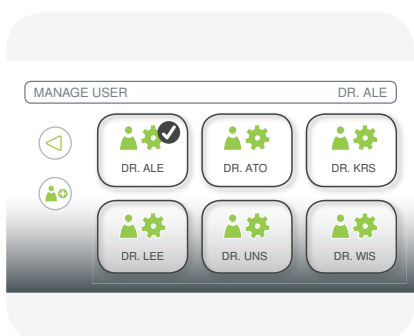 MANAGE USER DR. ALE
DR. ALE DR. ATO DR. KRS
DR. LEE DR. UNS DR. WIS